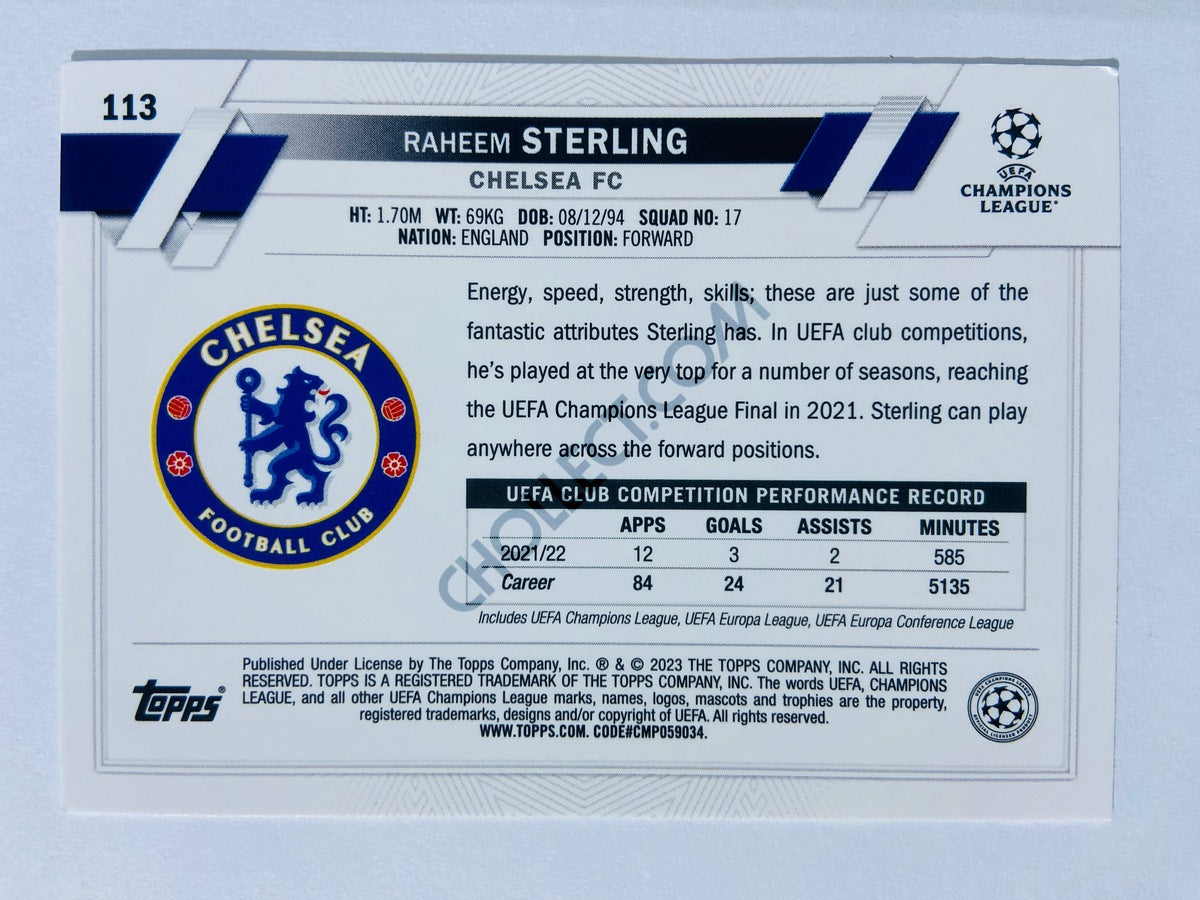 113
RAHEEM STERLING
CHELSEA FC
UEFA
CHAMPIONS
LEAGUE®
HT: 1.70M WT: 69KG DOB: 08/12/94 SQUAD NO: 17
NATION: ENGLAND POSITION: FORWARD
CHELSEA
FOOTBALL CLUB
Energy, speed, strength, skills; these are just some of the
fantastic attributes Sterling has. In UEFA club competitions,
he's played at the very top for a number of seasons, reaching
the UEFA Champions League Final in 2021. Sterling can play
anywhere across the forward positions.
CHOLLECT.COM
UEFA CLUB COMPETITION PERFORMANCE RECORD
APPS GOALS ASSISTS MINUTES
2021/22 12 3 2 585
Career 84 24 21 5135
Includes UEFA Champions League, UEFA Europa League, UEFA Europa Conference League
Topps®
Published Under License by The Topps Company, Inc. ® & © 2023 THE TOPPS COMPANY, INC. ALL RIGHTS
RESERVED. TOPPS IS A REGISTERED TRADEMARK OF THE TOPPS COMPANY, INC. The words UEFA, CHAMPIONS
LEAGUE, and all other UEFA Champions League marks, names, logos, mascots and trophies are the property,
registered trademarks, designs and/or copyright of UEFA. All rights reserved.
WWW.TOPPS.COM. CODE#CMP059034.
UEFA CHAMPIONS LEAGUE
OFFICIAL LICENSED PRODUCT